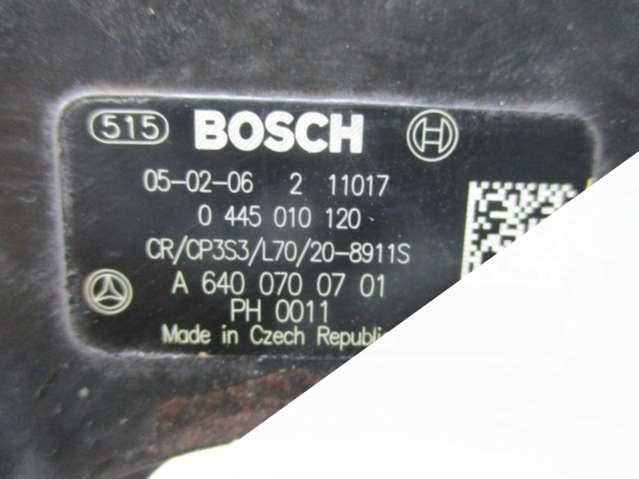 515 BOSCH
05-02-06 2 11017
0 445 010 120
CR/CP3S3/L70/20-8911S
A 640 070 07 01
PH 0011
Made in Czech